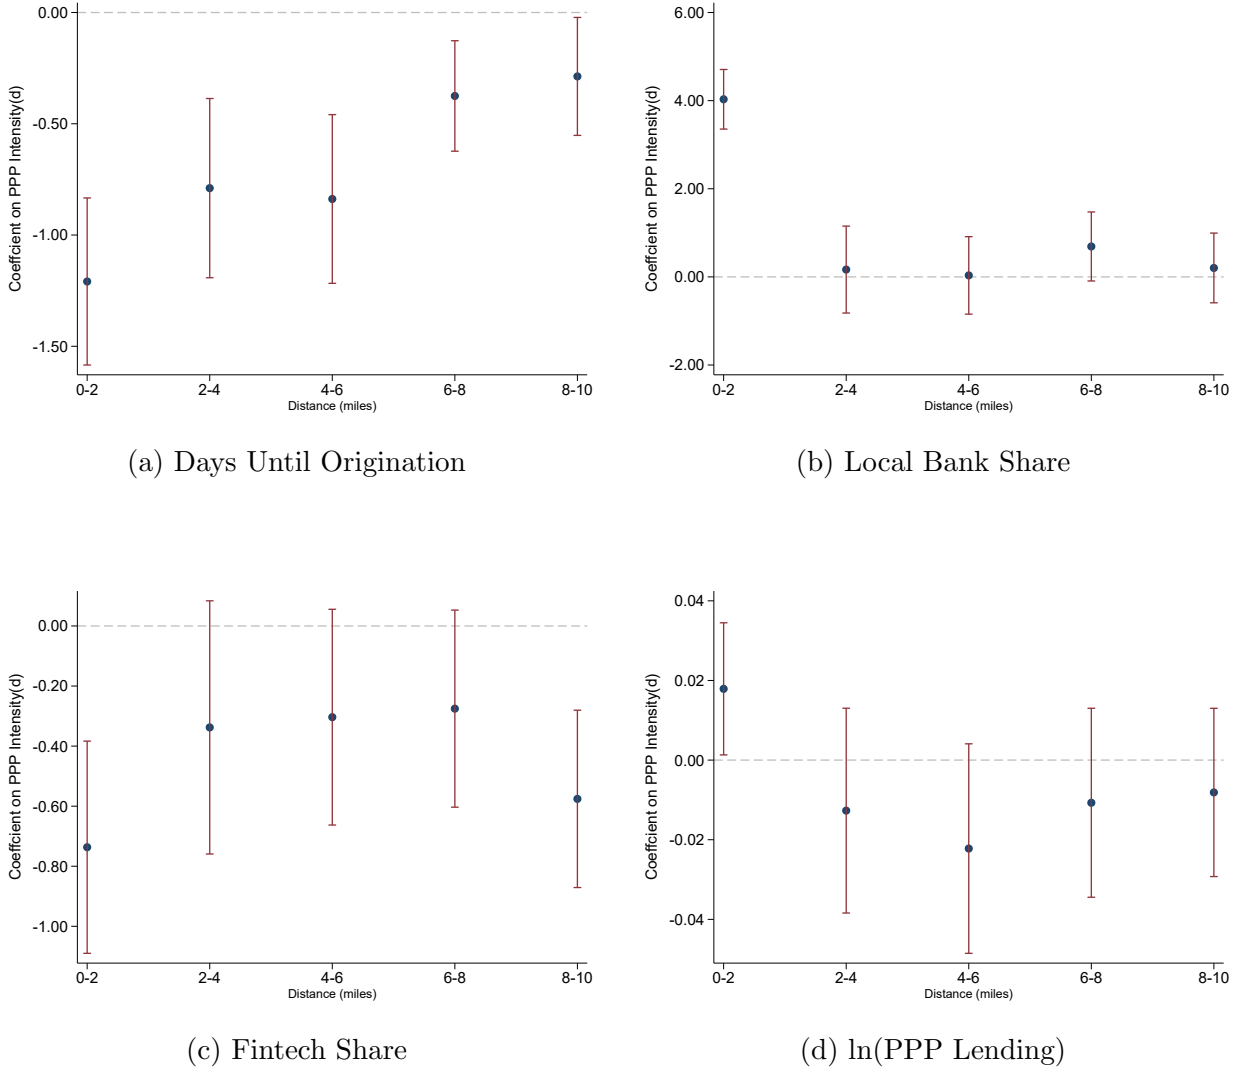 0.00
-0.50
-1.00
-1.50
Coeffcient on PPP Intensity(d)
0-2 2-4 4-6 6-8 8-10
Distance (miles)
(a) Days Until Origination
6.00
4.00
2.00
0.00
-2.00
Coeffcient on PPP Intensity(d)
0-2 2-4 4-6 6-8 8-10
Distance (miles)
(b) Local Bank Share
0.00
-0.20
-0.40
-0.60
-0.80
-1.00
Coeffcient on PPP Intensity(d)
0-2 2-4 4-6 6-8 8-10
Distance (miles)
(c) Fintech Share
0.04
0.02
0.00
-0.02
-0.04
Coeffcient on PPP Intensity(d)
0-2 2-4 4-6 6-8 8-10
Distance (miles)
(d) ln(PPP Lending)